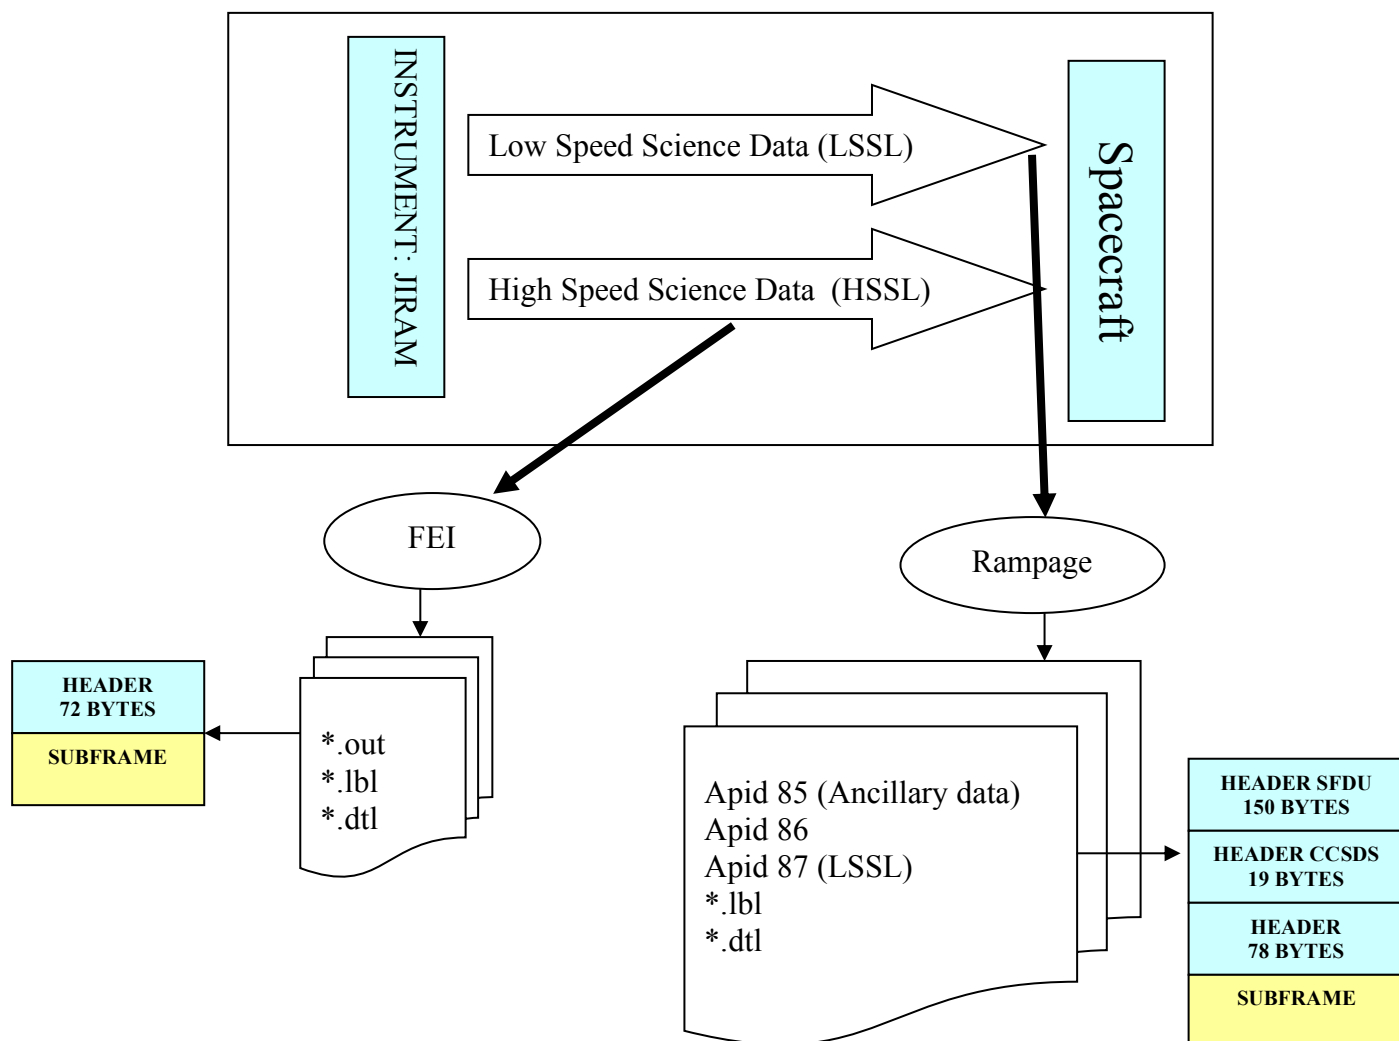 INSTRUMENT: JIRAM
Low Speed Science Data (LSSL)
High Speed Science Data (HSSL)
Spacecraft
FEI
Rampage
HEADER
72 BYTES
SUBFRAME
*.out
*.lbl
*.dtl
Apid 85 (Ancillary data)
Apid 86
Apid 87 (LSSL)
*.lbl
*.dtl
HEADER SFDU
150 BYTES
HEADER CCSDS
19 BYTES
HEADER
78 BYTES
SUBFRAME